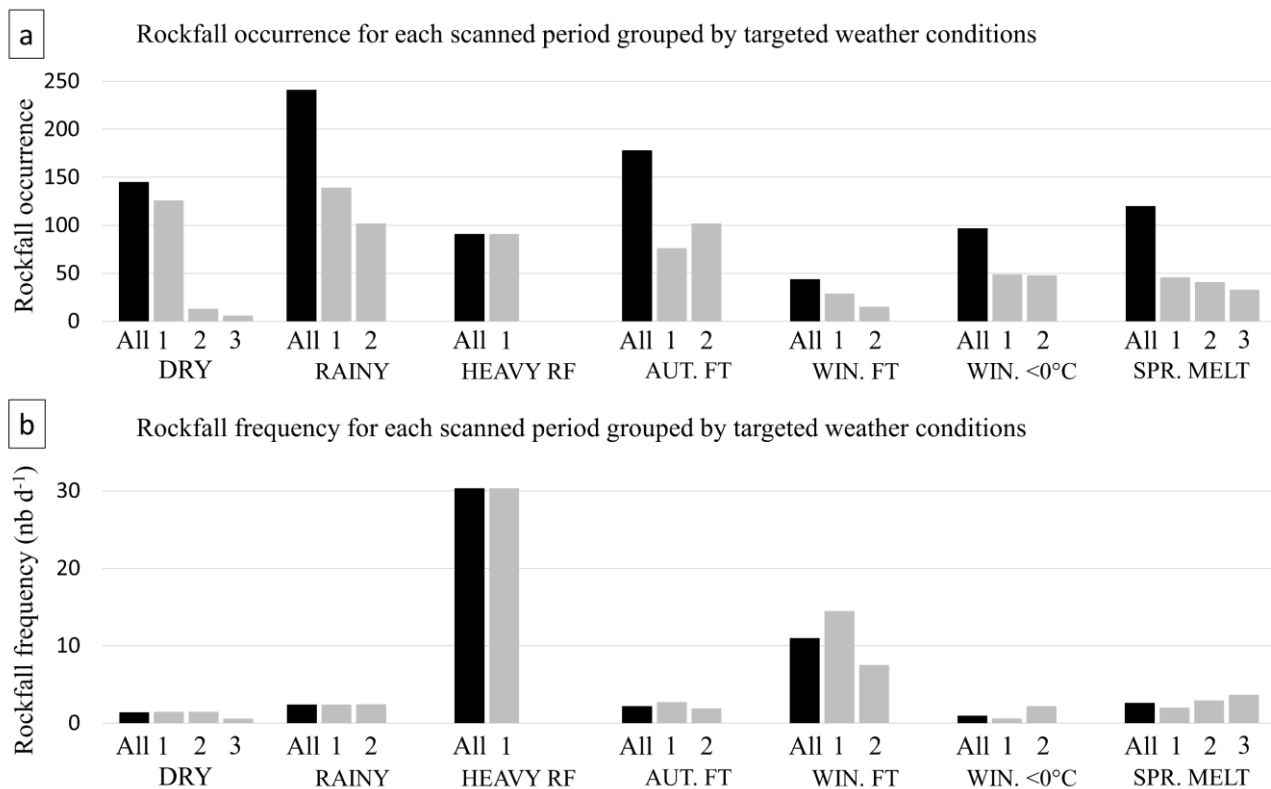 a
Rockfall occurrence for each scanned period grouped by targeted weather conditions
Rockfall occurrence
250
200
150
100
50
0
All 1 2 3 All 1 2 All 1 All 1 2 All 1 2 All 1 2 All 1 2 3
DRY RAINY HEAVY RF AUT. FT WIN. FT WIN. <0°C SPR. MELT
b
Rockfall frequency for each scanned period grouped by targeted weather conditions
Rockfall frequency (nb d⁻¹)
30
20
10
0
All 1 2 3 All 1 2 All 1 All 1 2 All 1 2 All 1 2 All 1 2 3
DRY RAINY HEAVY RF AUT. FT WIN. FT WIN. <0°C SPR. MELT